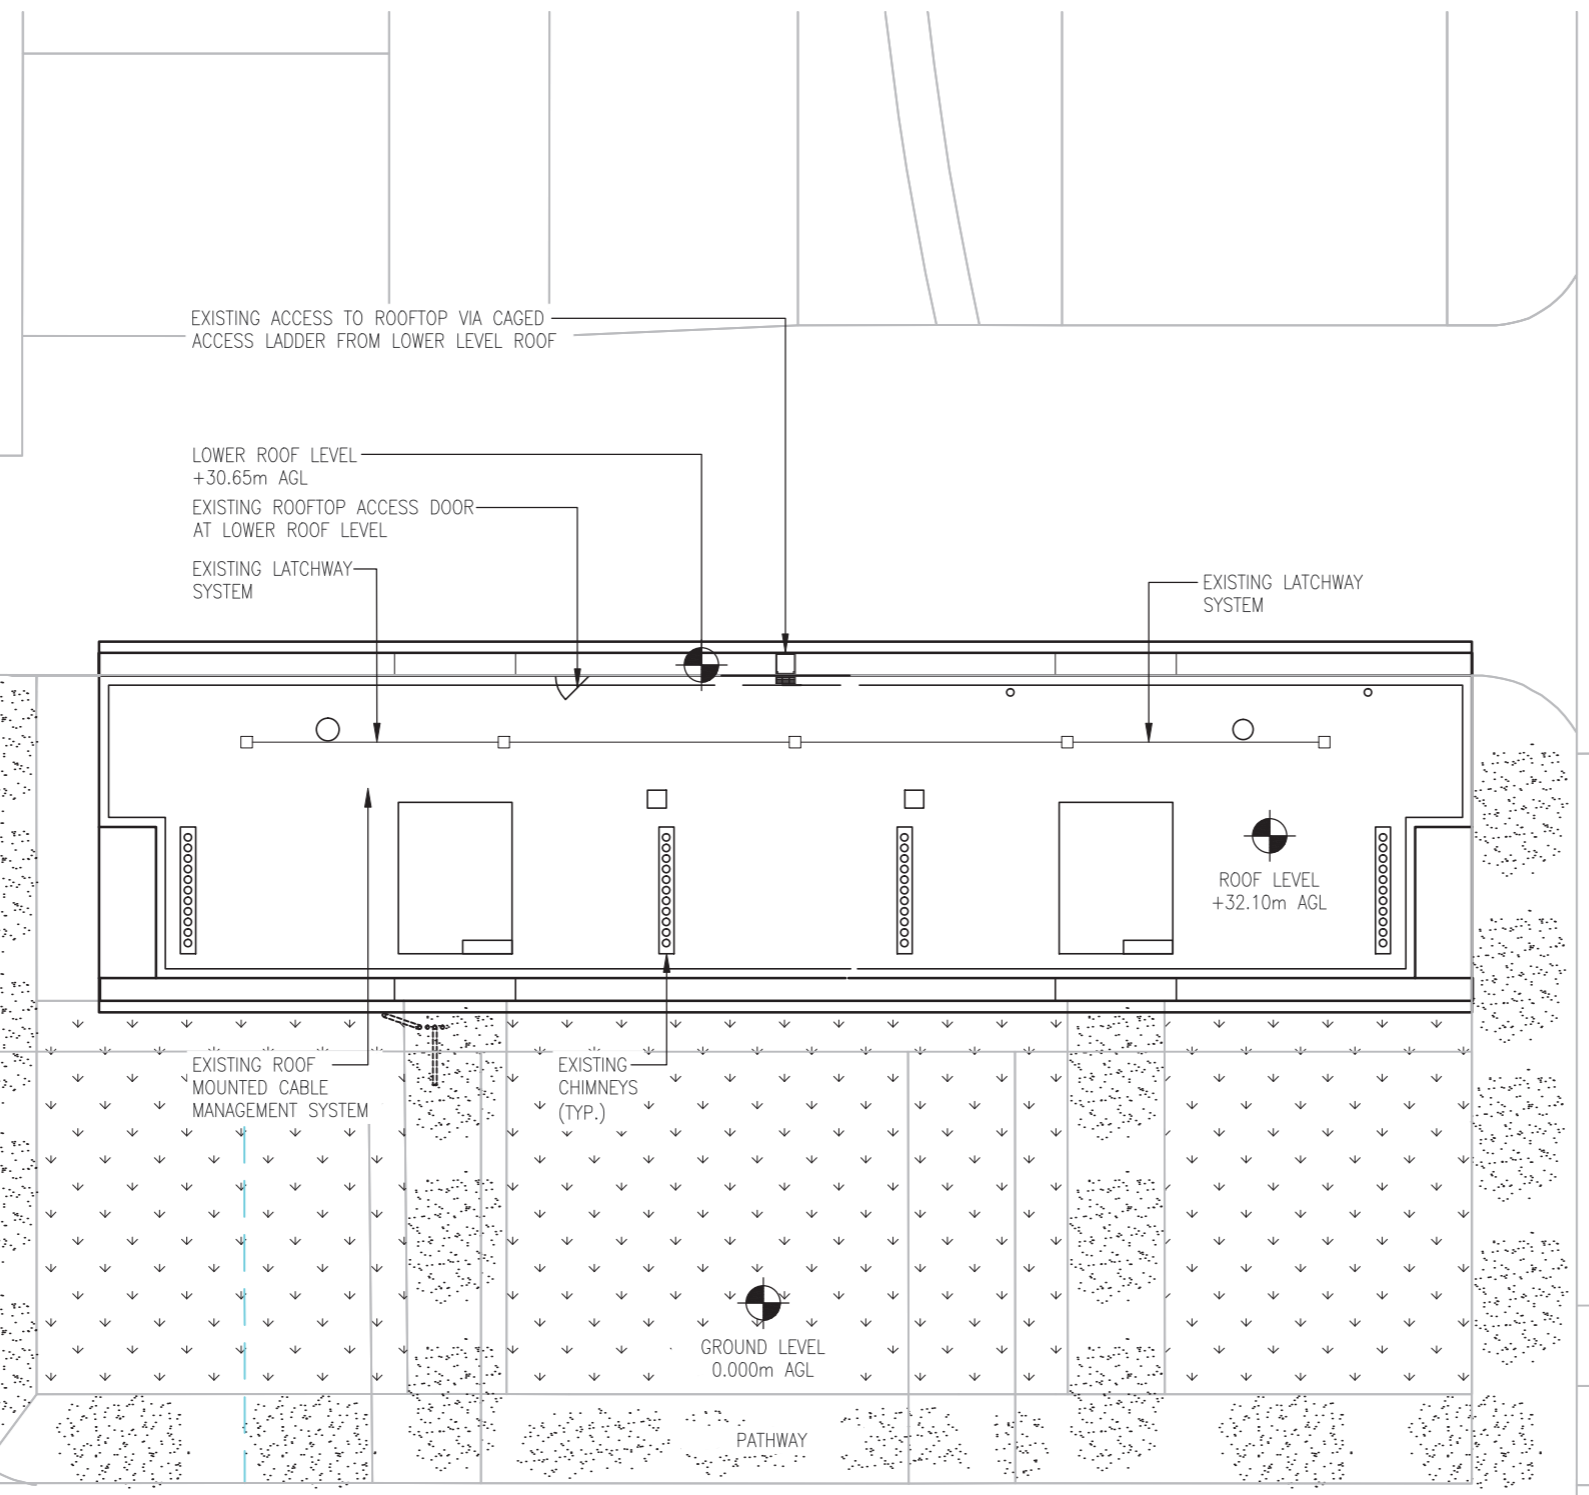 EXISTING ACCESS TO ROOFTOP VIA CAGED
ACCESS LADDER FROM LOWER LEVEL ROOF
LOWER ROOF LEVEL
+30.65m AGL
EXISTING ROOFTOP ACCESS DOOR
AT LOWER ROOF LEVEL
EXISTING LATCHWAY
SYSTEM
EXISTING LATCHWAY
SYSTEM
ROOF LEVEL
+32.10m AGL
EXISTING ROOF
MOUNTED CABLE
MANAGEMENT SYSTEM
EXISTING
CHIMNEYS
(TYP.)
GROUND LEVEL
0.000m AGL
PATHWAY